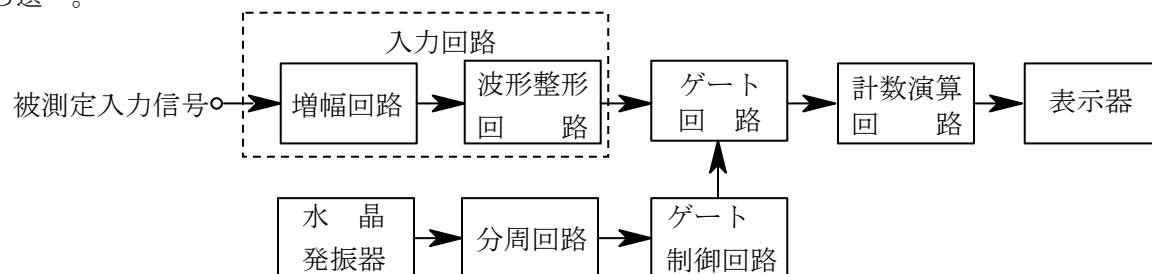 入力回路
被測定入力信号
増幅回路
波形整形
回 路
ゲート
回 路
計数演算
回 路
表示器
水 晶
発振器
分周回路
ゲート
制御回路